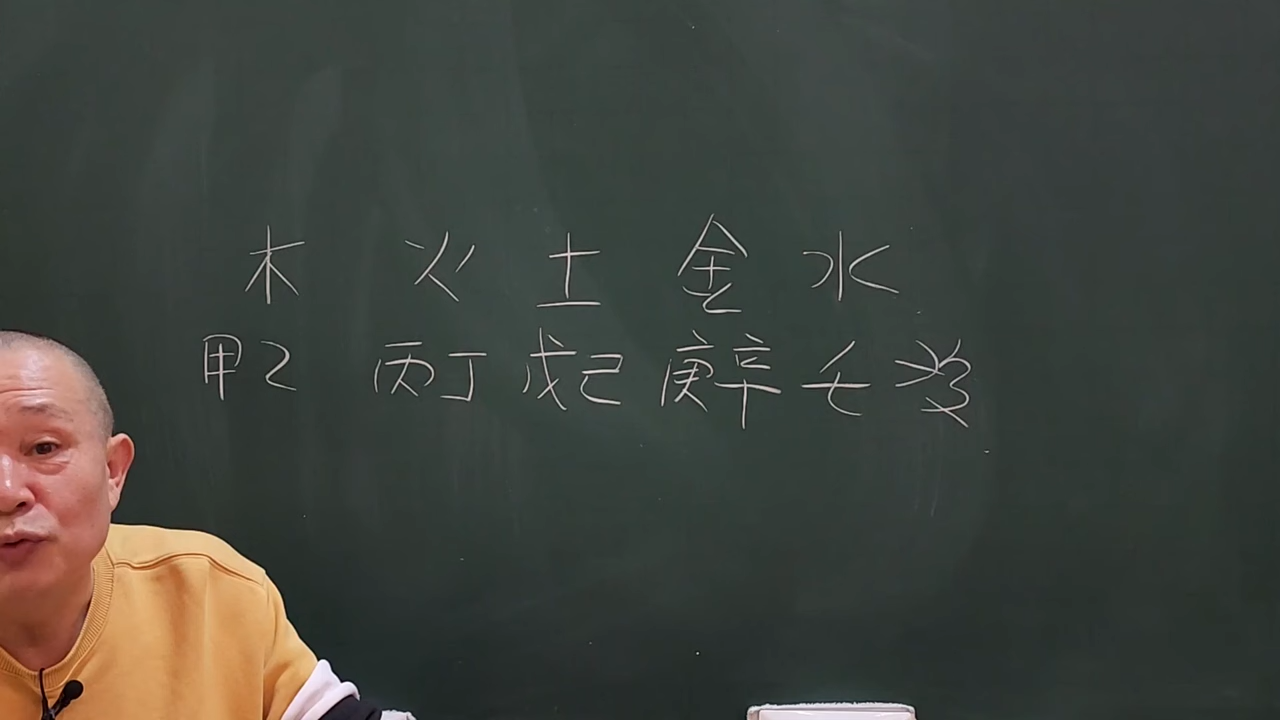 木 火 土 金 水
甲乙 丙丁 戊己 庚辛 壬癸